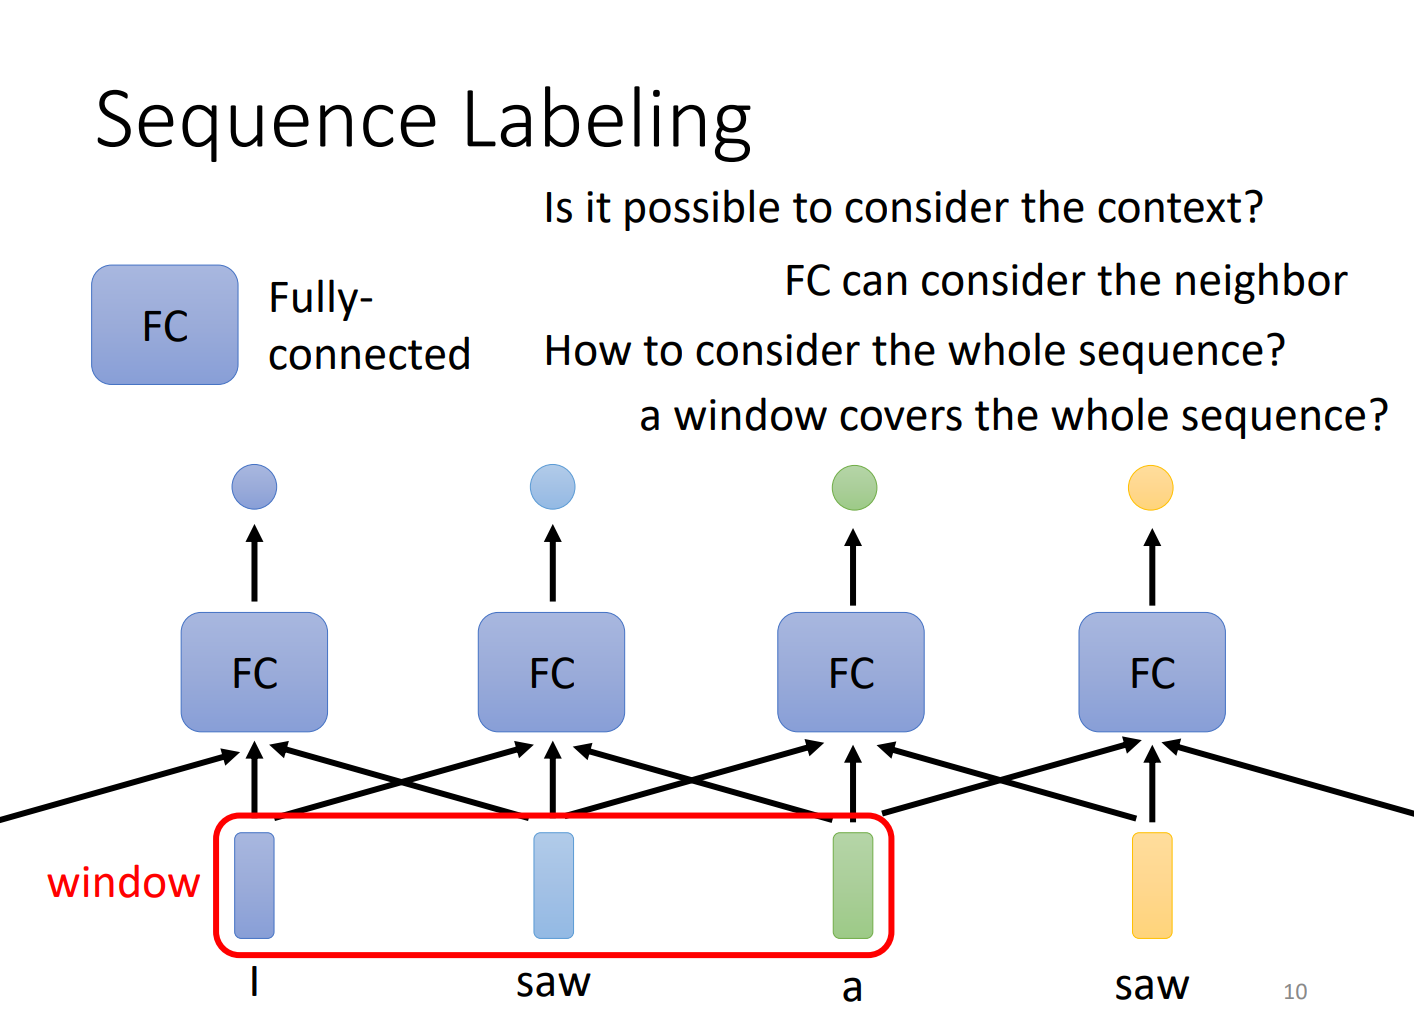 Sequence Labeling
Is it possible to consider the context?
FC can consider the neighbor
FC
Fully-
connected
How to consider the whole sequence?
a window covers the whole sequence?
FC
FC
FC
FC
window
I
saw
a
saw
10